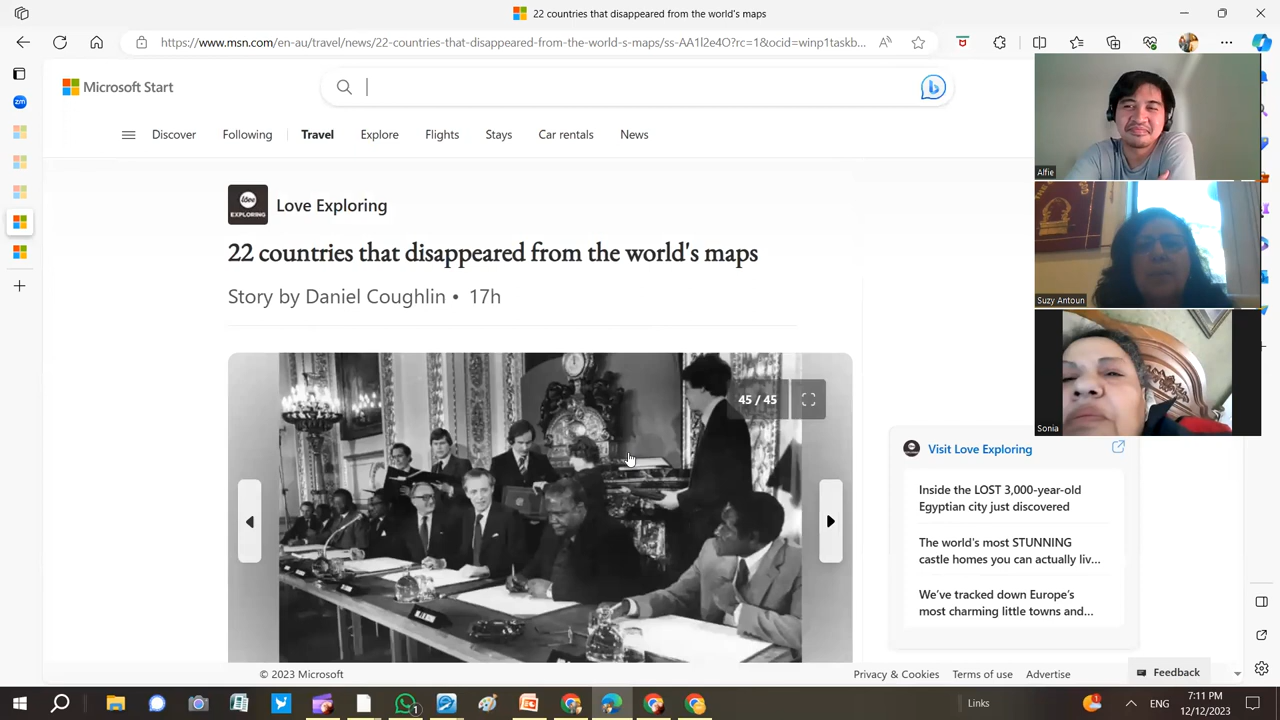 22 countries that disappeared from the world's maps
https://www.msn.com/en-au/travel/news/22-countries-that-disappeared-from-the-world-s-maps/ss-AA1l2e4O?rc=1&ocid=winp1taskb...
zm
Microsoft Start
Discover
Following
Travel
Explore
Flights
Stays
Car rentals
News
Alfie
Suzy Antoun
Sonia
love
EXPLORING
Love Exploring
22 countries that disappeared from the world's maps
Story by Daniel Coughlin • 17h
45 / 45
Visit Love Exploring
Inside the LOST 3,000-year-old
Egyptian city just discovered
The world's most STUNNING
castle homes you can actually liv...
We've tracked down Europe's
most charming little towns and...
© 2023 Microsoft
Privacy & Cookies
Terms of use
Advertise
Feedback
1
Links
ENG
7:11 PM
12/12/2023